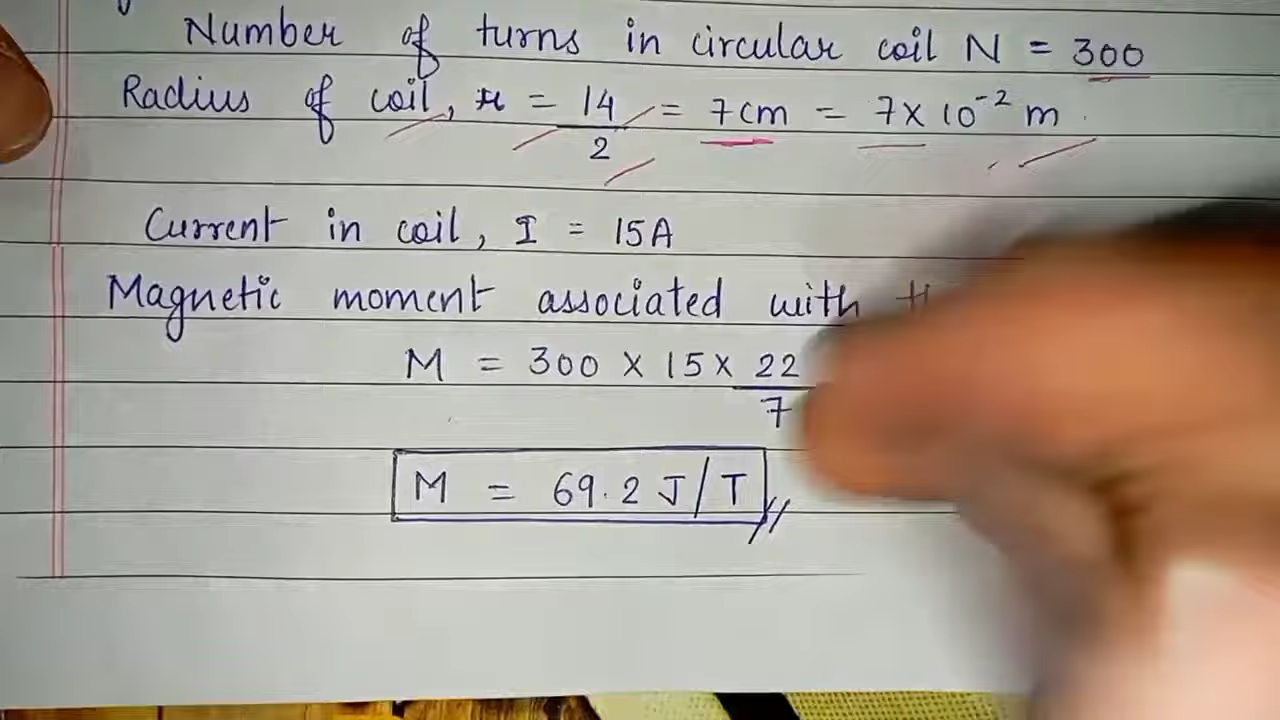 Number of turns in circular coil N = 300
Radius of coil, r = 14/2 = 7cm = 7 × 10⁻² m
Current in coil, I = 15A
Magnetic moment associated with
M = 300 × 15 × 22/7
M = 69.2 J/T